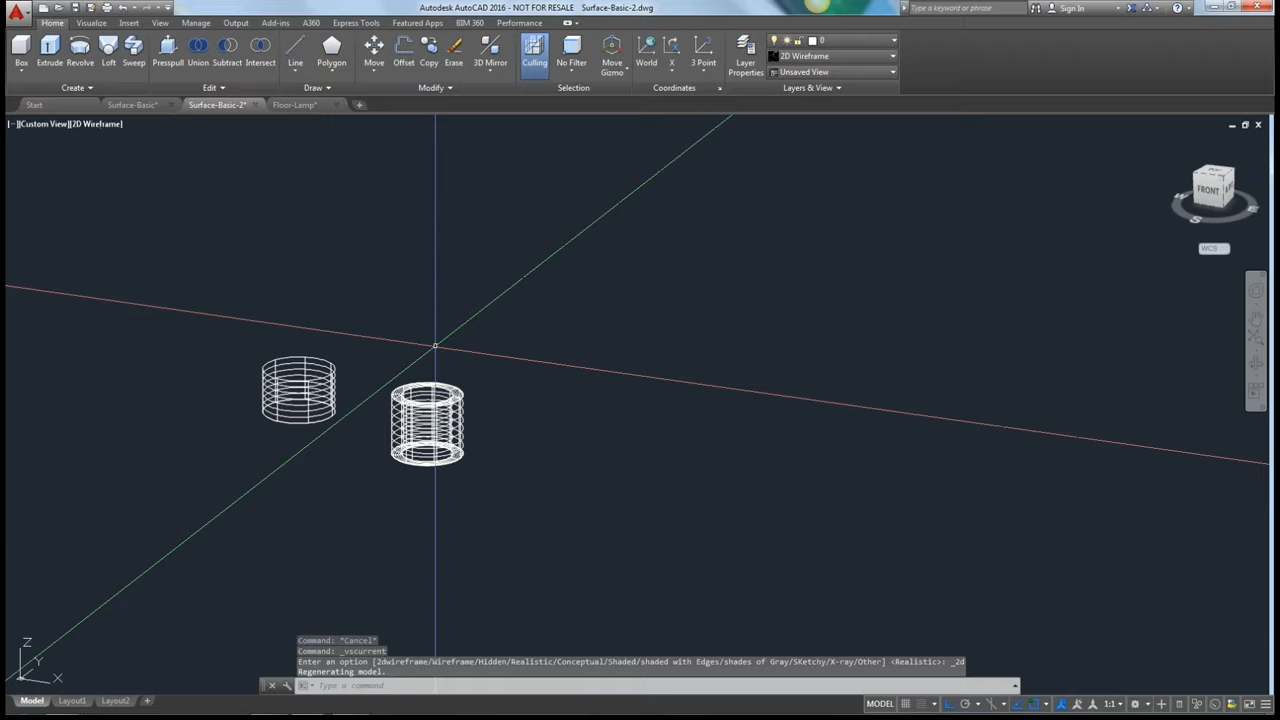 Autodesk AutoCAD 2016 - NOT FOR RESALE Surface-Basic-2.dwg
Type a keyword or phrase
Sign In
Home Visualize Insert View Manage Output Add-ins A360 Express Tools Featured Apps BIM 360 Performance
Box Extrude Revolve Loft Sweep Presspull Union Subtract Intersect Line Polygon Move Offset Copy Erase 3D Mirror Culling No Filter Move Gizmo World X 3 Point Layer Properties
0
2D Wireframe
Unsaved View
Create Edit Draw Modify Selection Coordinates Layers & View
Start Surface-Basic* Surface-Basic-2* Floor-Lamp*
[−][Custom View][2D Wireframe]
TOP
FRONT
S
E
WCS
Z
Y
X
Command: *Cancel*
Command: _vscurrent
Enter an option [2dwireframe/Wireframe/Hidden/Realistic/Conceptual/Shaded/shaded with Edges/shades of Gray/SKetchy/X-ray/Other] <Realistic>: _2d
Regenerating model.
Type a command
Model Layout1 Layout2
MODEL
1:1